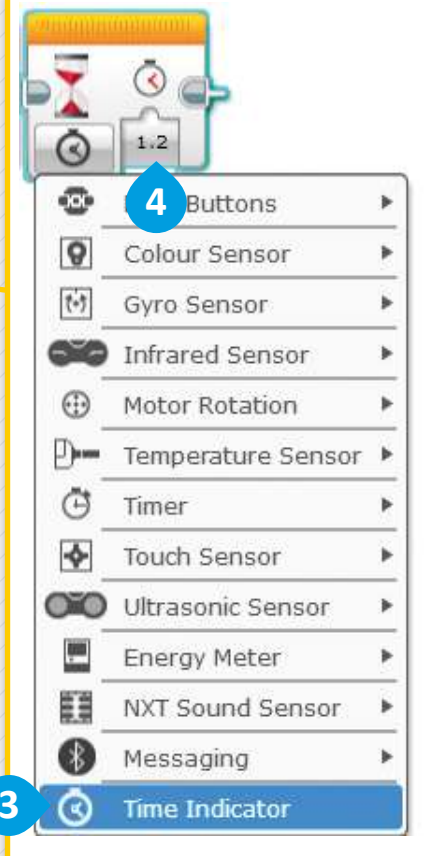 1.2
4
Buttons
Colour Sensor
Gyro Sensor
Infrared Sensor
Motor Rotation
Temperature Sensor
Timer
Touch Sensor
Ultrasonic Sensor
Energy Meter
NXT Sound Sensor
Messaging
3 Time Indicator